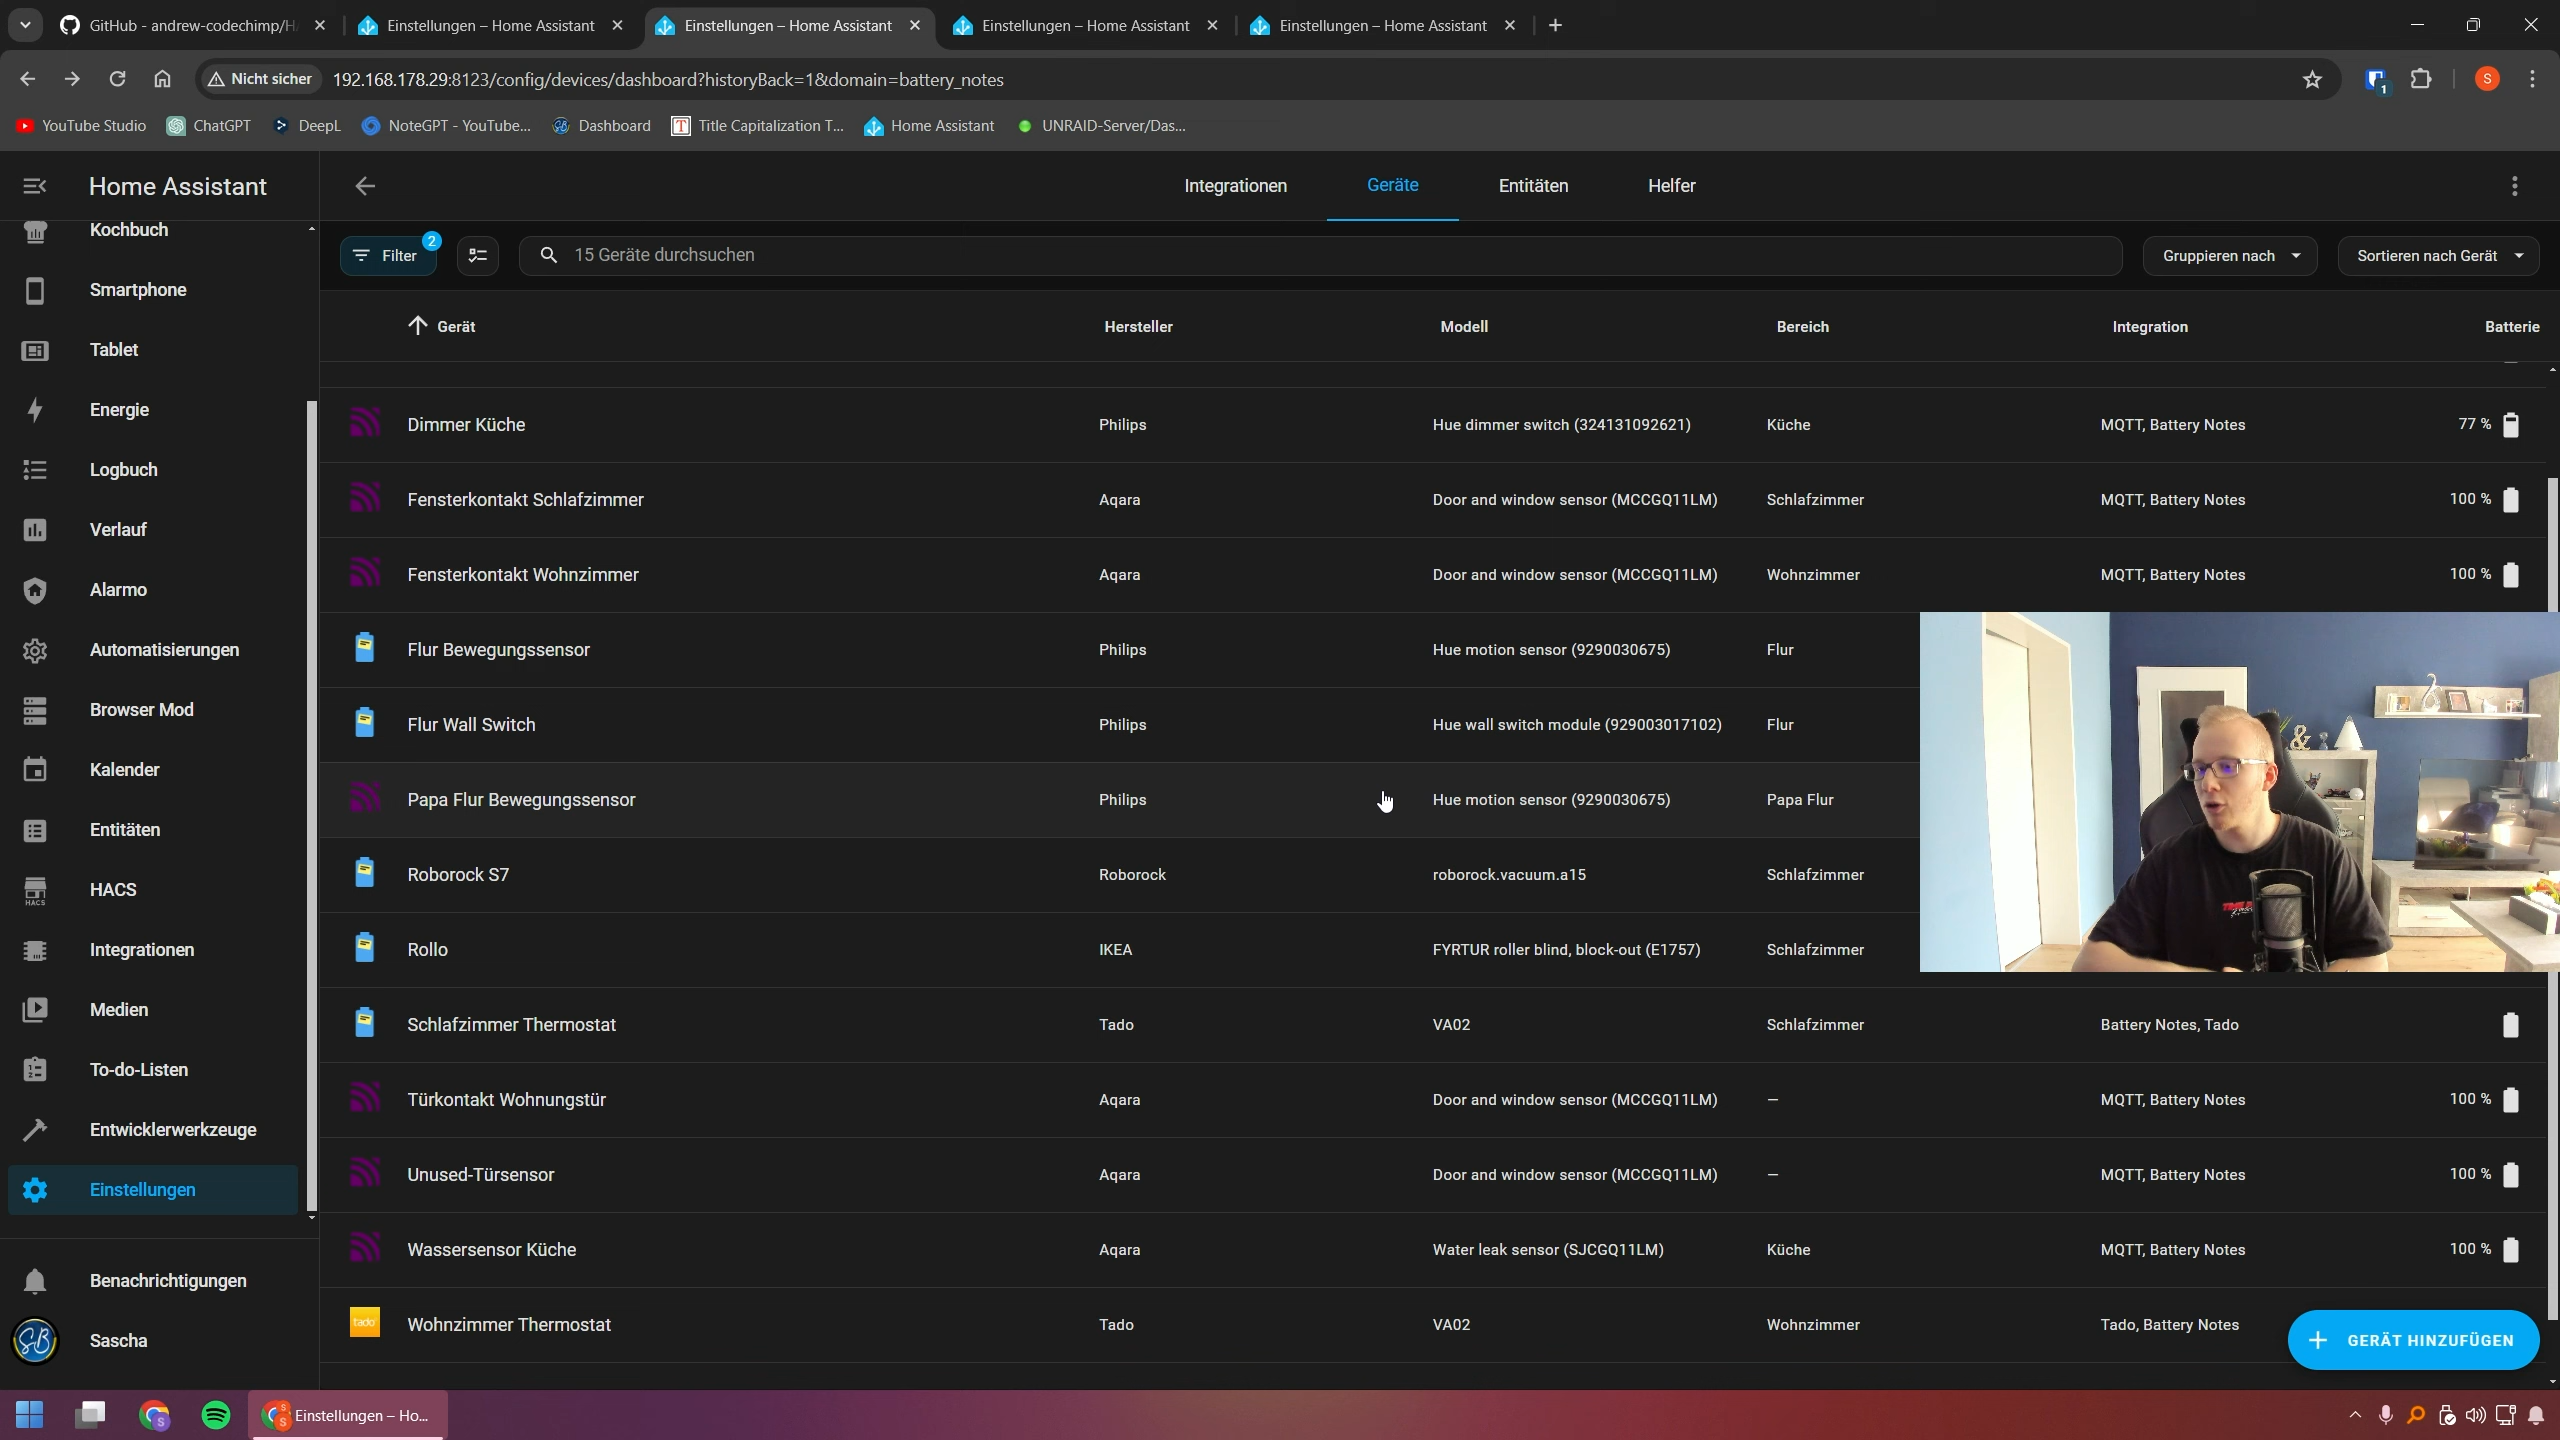 GitHub - andrew-codechimp/H
Einstellungen – Home Assistant
Einstellungen – Home Assistant
Einstellungen – Home Assistant
Einstellungen – Home Assistant
Nicht sicher
192.168.178.29:8123/config/devices/dashboard?historyBack=1&domain=battery_notes
S
1
YouTube Studio
ChatGPT
DeepL
NoteGPT - YouTube...
Dashboard
Title Capitalization T...
Home Assistant
UNRAID-Server/Das...
Home Assistant
Integrationen
Geräte
Entitäten
Helfer
Kochbuch
Smartphone
Tablet
Energie
Logbuch
Verlauf
Alarmo
Automatisierungen
Browser Mod
Kalender
Entitäten
HACS
HACS
Integrationen
Medien
To-do-Listen
Entwicklerwerkzeuge
Einstellungen
Benachrichtigungen
SB
Sascha
Filter
2
15 Geräte durchsuchen
Gruppieren nach
Sortieren nach Gerät
Gerät Hersteller Modell Bereich Integration Batterie
Dimmer Küche Philips Hue dimmer switch (324131092621) Küche MQTT, Battery Notes 77 %
Fensterkontakt Schlafzimmer Aqara Door and window sensor (MCCGQ11LM) Schlafzimmer MQTT, Battery Notes 100 %
Fensterkontakt Wohnzimmer Aqara Door and window sensor (MCCGQ11LM) Wohnzimmer MQTT, Battery Notes 100 %
Flur Bewegungssensor Philips Hue motion sensor (9290030675) Flur
Flur Wall Switch Philips Hue wall switch module (929003017102) Flur
Papa Flur Bewegungssensor Philips Hue motion sensor (9290030675) Papa Flur
Roborock S7 Roborock roborock.vacuum.a15 Schlafzimmer
Rollo IKEA FYRTUR roller blind, block-out (E1757) Schlafzimmer
Schlafzimmer Thermostat Tado VA02 Schlafzimmer Battery Notes, Tado
Türkontakt Wohnungstür Aqara Door and window sensor (MCCGQ11LM) – MQTT, Battery Notes 100 %
Unused-Türsensor Aqara Door and window sensor (MCCGQ11LM) – MQTT, Battery Notes 100 %
Wassersensor Küche Aqara Water leak sensor (SJCGQ11LM) Küche MQTT, Battery Notes 100 %
tado Wohnzimmer Thermostat Tado VA02 Wohnzimmer Tado, Battery Notes
GERÄT HINZUFÜGEN
&
Einstellungen – Ho...